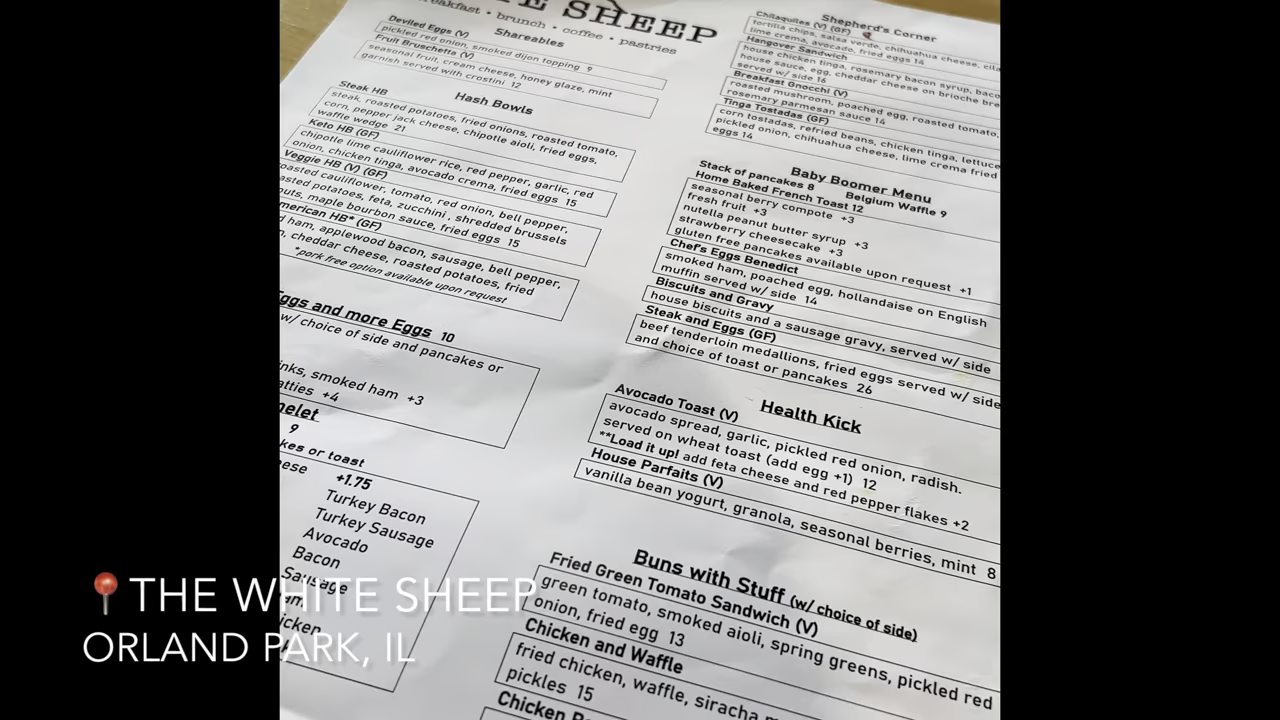 TE SHEEP
breakfast • brunch • coffee • pastries
Shareables
Deviled Eggs (V)
pickled red onion, smoked dijon topping 9
Fruit Bruschetta (V)
seasonal fruit, cream cheese, honey glaze, mint
garnish served with crostini 12
Hash Bowls
Steak HB
steak, roasted potatoes, fried onions, roasted tomato,
corn, pepper jack cheese, chipotle aioli, fried eggs,
waffle wedge 21
Keto HB (GF)
chipotle lime cauliflower rice, red pepper, garlic, red
onion, chicken tinga, avocado crema, fried eggs 15
Veggie HB (V) (GF)
oasted cauliflower, tomato, red onion, bell pepper,
asted potatoes, feta, zucchini, shredded brussels
outs, maple bourbon sauce, fried eggs 15
merican HB* (GF)
d ham, applewood bacon, sausage, bell pepper,
n, cheddar cheese, roasted potatoes, fried
*pork free option available upon request
Eggs and more Eggs 10
w/ choice of side and pancakes or
inks, smoked ham +3
atties +4
elet
9
kes or toast
eese +1.75
Turkey Bacon
Turkey Sausage
Avocado
Bacon
Sausage
icken
Shepherd's Corner
Chilaquiles (V) (GF)
tortilla chips, salsa verde, chihuahua cheese, cila
lime crema, avocado, fried eggs 14
Hangover Sandwich
house chicken tinga, rosemary bacon syrup, baco
house sauce, egg, cheddar cheese on brioche bre
served w/ side 16
Breakfast Gnocchi (V)
roasted mushroom, poached egg, roasted tomato,
rosemary parmesan sauce 14
Tinga Tostadas (GF)
corn tostadas, refried beans, chicken tinga, lettuce
pickled onion, chihuahua cheese, lime crema fried
eggs 14
Baby Boomer Menu
Stack of pancakes 8 Belgium Waffle 9
Home Baked French Toast 12
seasonal berry compote +3
fresh fruit +3
nutella peanut butter syrup +3
strawberry cheesecake +3
gluten free pancakes available upon request +1
Chef's Eggs Benedict
smoked ham, poached egg, hollandaise on English
muffin served w/ side 14
Biscuits and Gravy
house biscuits and a sausage gravy, served w/ side
Steak and Eggs (GF)
beef tenderloin medallions, fried eggs served w/ side
and choice of toast or pancakes 26
Health Kick
Avocado Toast (V)
avocado spread, garlic, pickled red onion, radish.
served on wheat toast (add egg +1) 12
**Load it up! add feta cheese and red pepper flakes +2
House Parfaits (V)
vanilla bean yogurt, granola, seasonal berries, mint 8
Buns with Stuff (w/ choice of side)
Fried Green Tomato Sandwich (V)
green tomato, smoked aioli, spring greens, pickled red
onion, fried egg 13
Chicken and Waffle
fried chicken, waffle, siracha m
pickles 15
Chicken
THE WHITE SHEEP
ORLAND PARK, IL